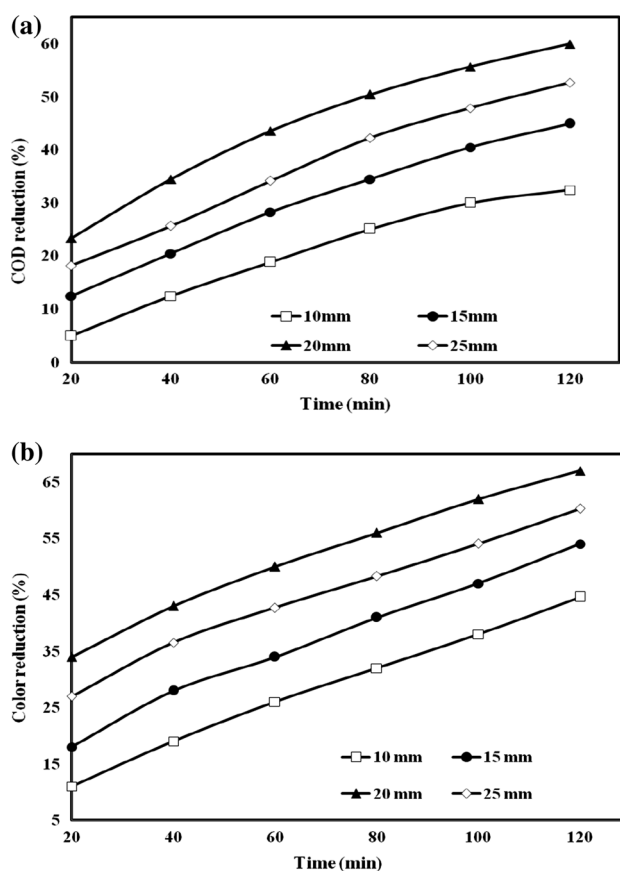 (a)
60
50
40
30
20
10
0
COD reduction (%)
10mm
15mm
20mm
25mm
20 40 60 80 100 120
Time (min)
(b)
65
55
45
35
25
15
5
Color reduction (%)
10 mm
15 mm
20 mm
25 mm
20 40 60 80 100 120
Time (min)